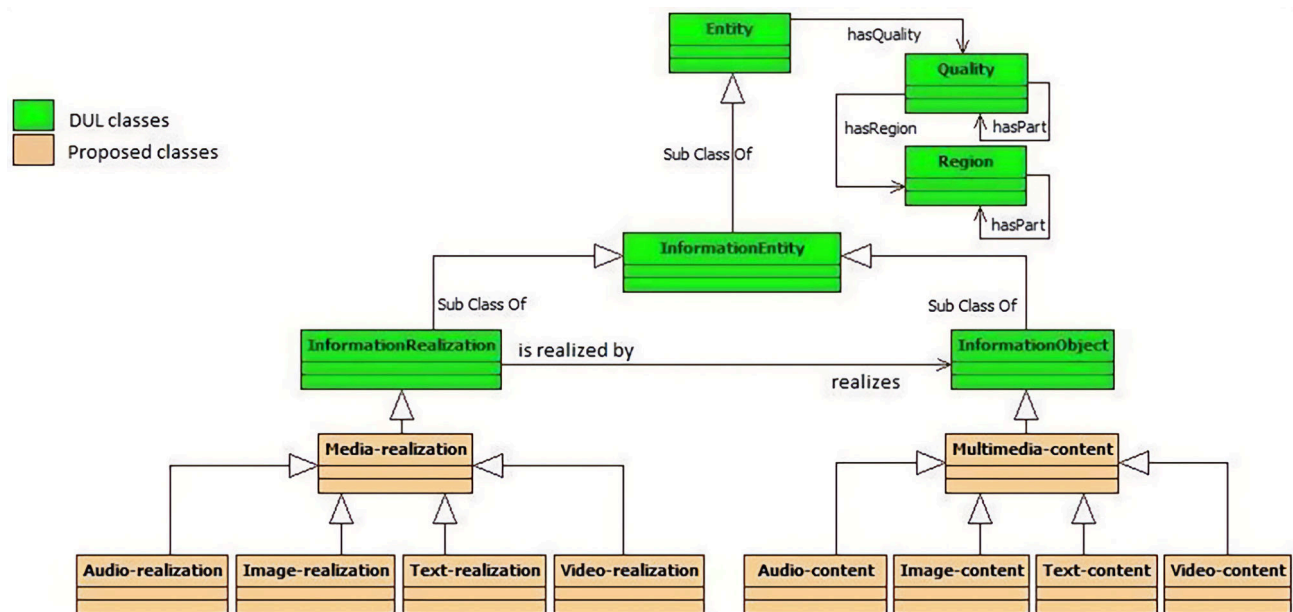 Entity
hasQuality
Quality
DUL classes
hasRegion
hasPart
Proposed classes
Sub Class Of
Region
hasPart
InformationEntity
Sub Class Of
Sub Class Of
InformationRealization
is realized by
InformationObject
realizes
Media-realization
Multimedia-content
Audio-realization
Image-realization
Text-realization
Video-realization
Audio-content
Image-content
Text-content
Video-content